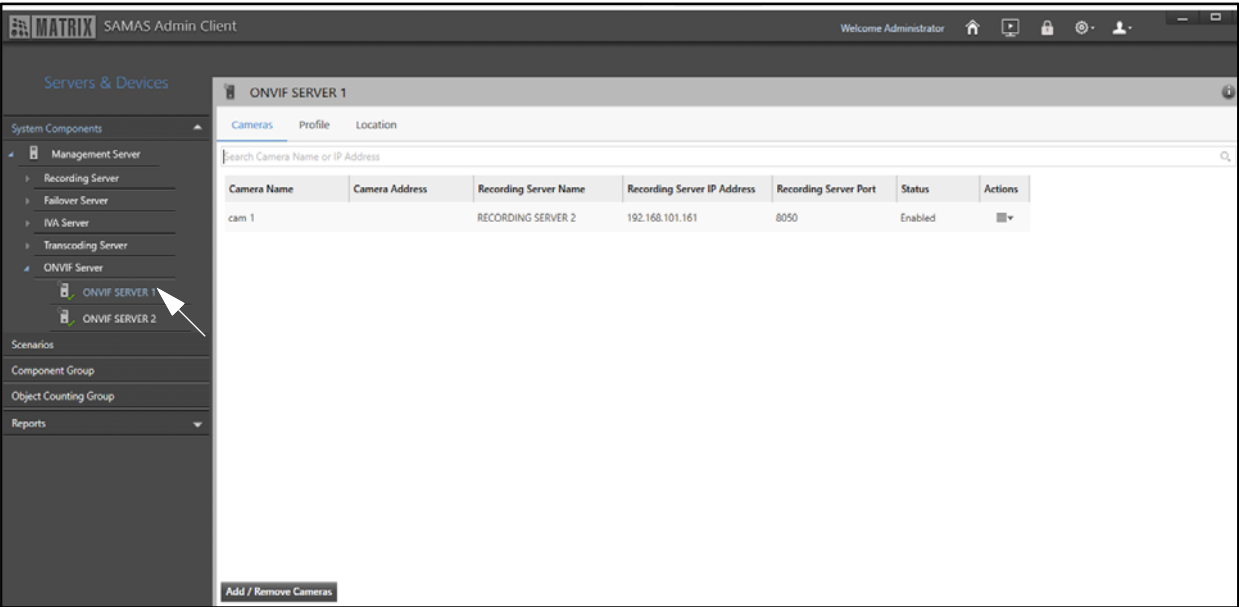 MATRIX SAMAS Admin Client
Welcome Administrator
Servers & Devices
System Components
Management Server
Recording Server
Failover Server
IVA Server
Transcoding Server
ONVIF Server
ONVIF SERVER 1
ONVIF SERVER 2
Scenarios
Component Group
Object Counting Group
Reports
ONVIF SERVER 1
Cameras Profile Location
Search Camera Name or IP Address
Camera Name Camera Address Recording Server Name Recording Server IP Address Recording Server Port Status Actions
cam 1 RECORDING SERVER 2 192.168.101.161 8050 Enabled
Add / Remove Cameras